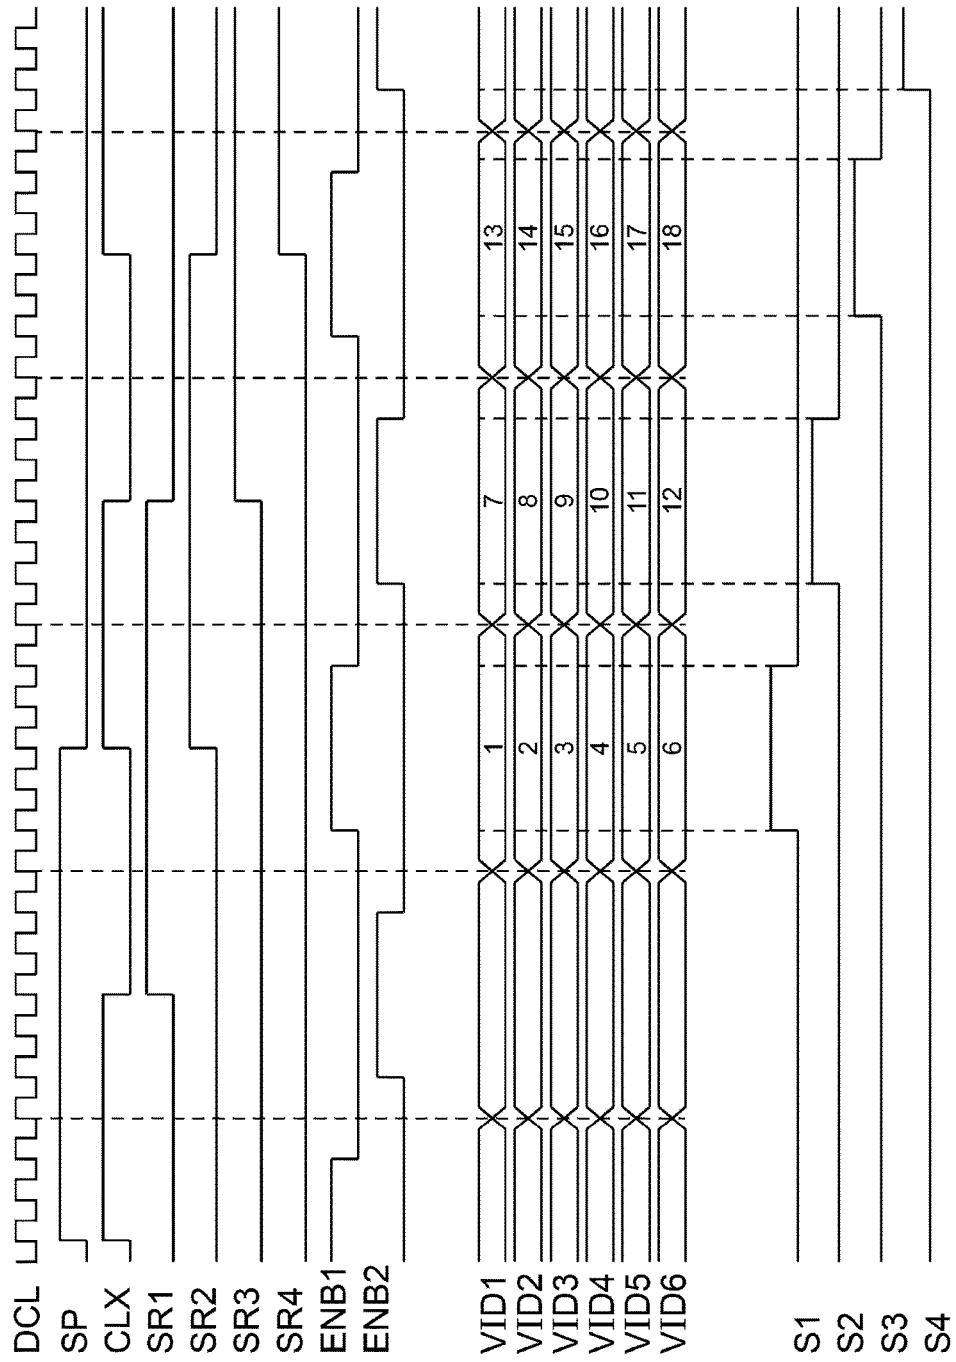 DCL
SP
CLX
SR1
SR2
SR3
SR4
ENB1
ENB2
VID1 1 7 13
VID2 2 8 14
VID3 3 9 15
VID4 4 10 16
VID5 5 11 17
VID6 6 12 18
S1
S2
S3
S4